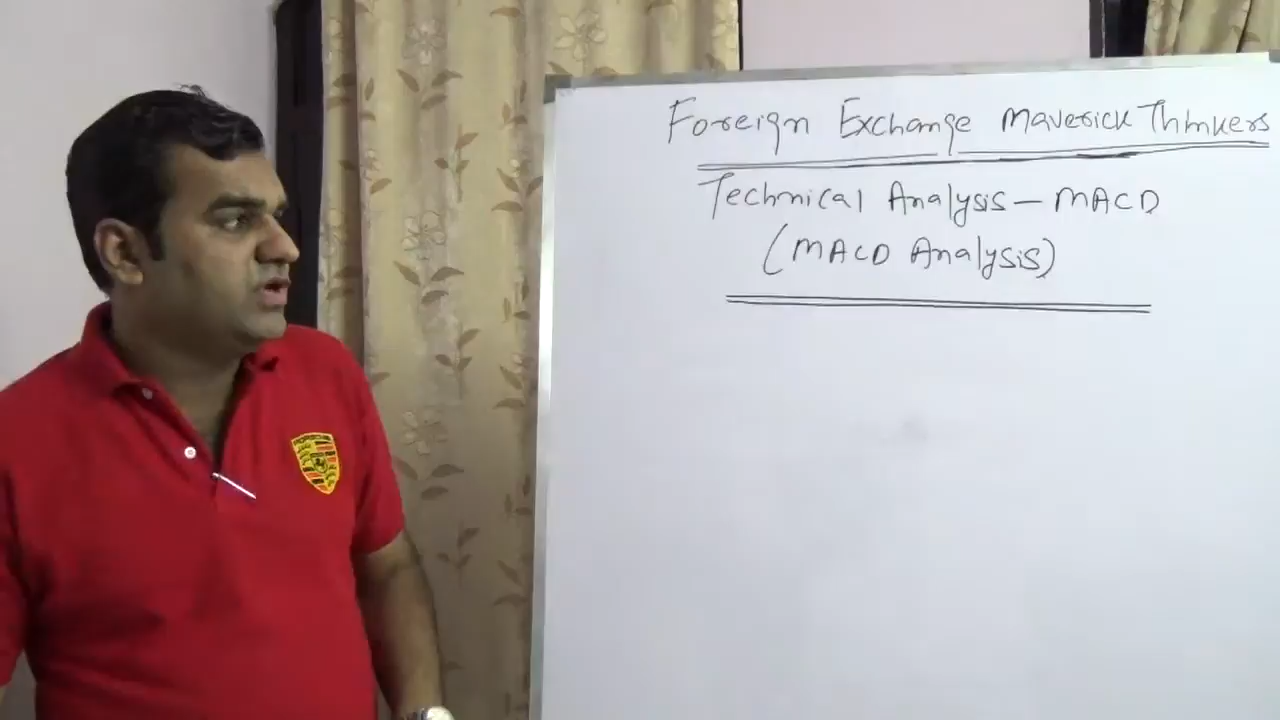 Foreign Exchange Maverick Thinkers
Technical Analysis – MACD
(MACD Analysis)